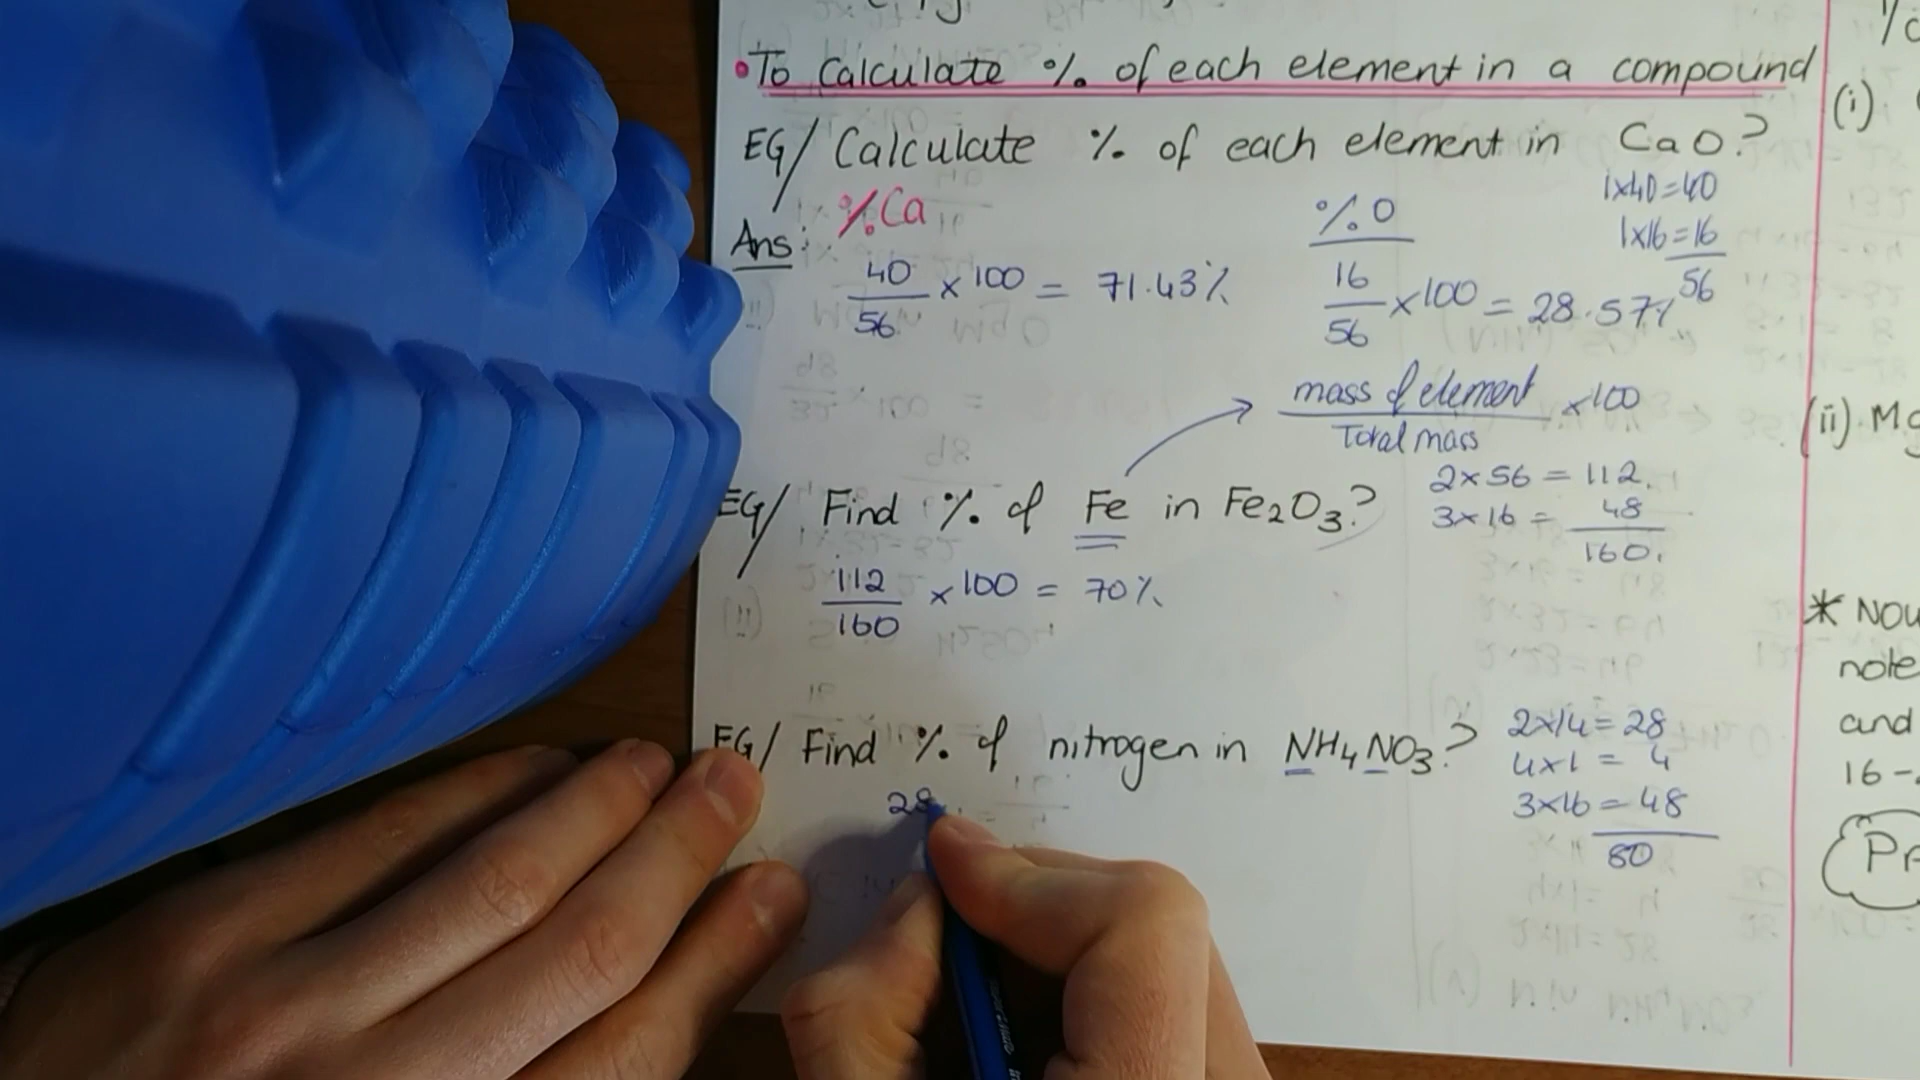 • To Calculate % of each element in a compound
EG/ Calculate % of each element in CaO?
1x40=40
1x16=16
56
Ans: %Ca
40/56 x 100 = 71.43%
%O
16/56 x 100 = 28.57%
56
mass of element/Total mass x 100
EG/ Find % of Fe in Fe2O3?
2x56 = 112
3x16 = 48
160
112/160 x 100 = 70%
EG/ Find % of nitrogen in NH4NO3?
2x14 = 28
4x1 = 4
3x16 = 48
80
28
(i)
(ii)
* NOW
note
and
16-